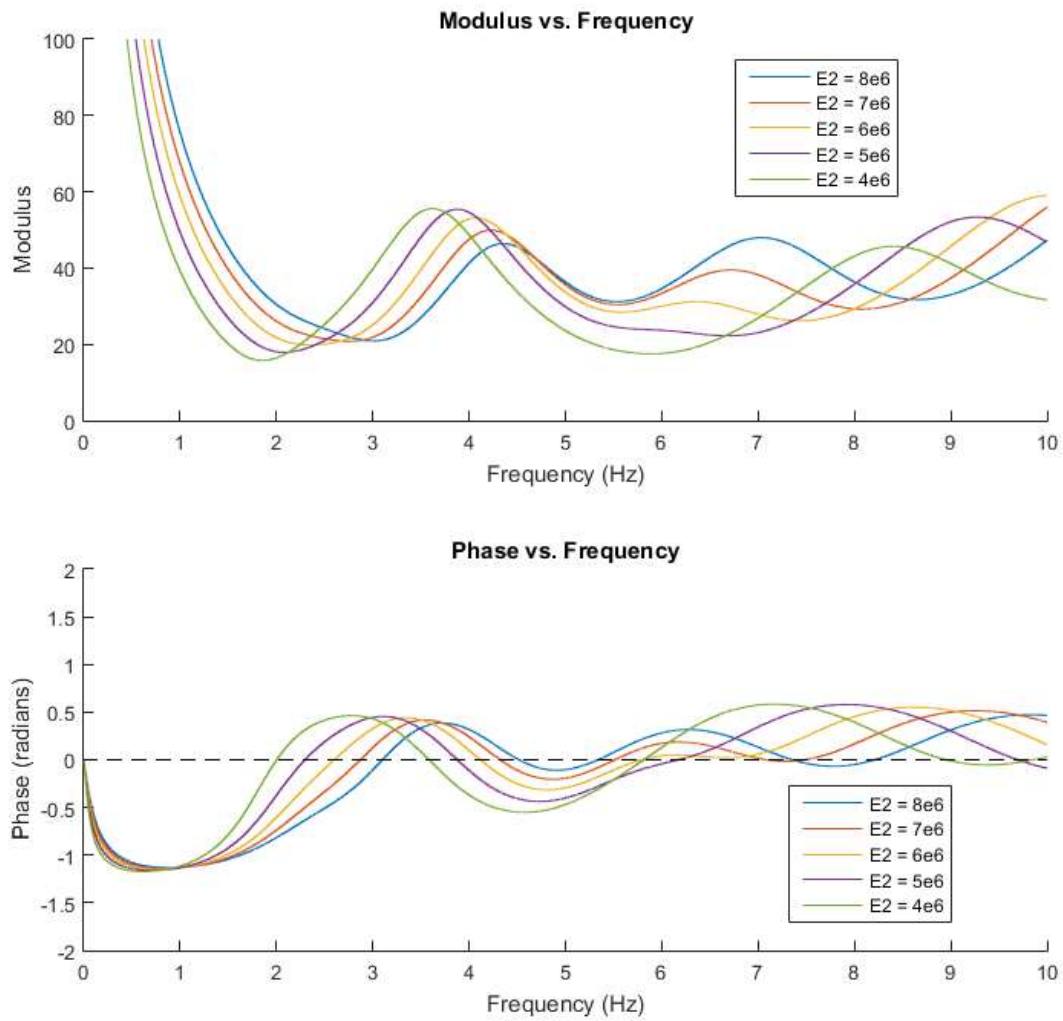 Modulus vs. Frequency
100
80
60
40
20
0
Modulus
E2 = 8e6
E2 = 7e6
E2 = 6e6
E2 = 5e6
E2 = 4e6
0 1 2 3 4 5 6 7 8 9 10
Frequency (Hz)
Phase vs. Frequency
2
1.5
1
0.5
0
-0.5
-1
-1.5
-2
Phase (radians)
E2 = 8e6
E2 = 7e6
E2 = 6e6
E2 = 5e6
E2 = 4e6
0 1 2 3 4 5 6 7 8 9 10
Frequency (Hz)